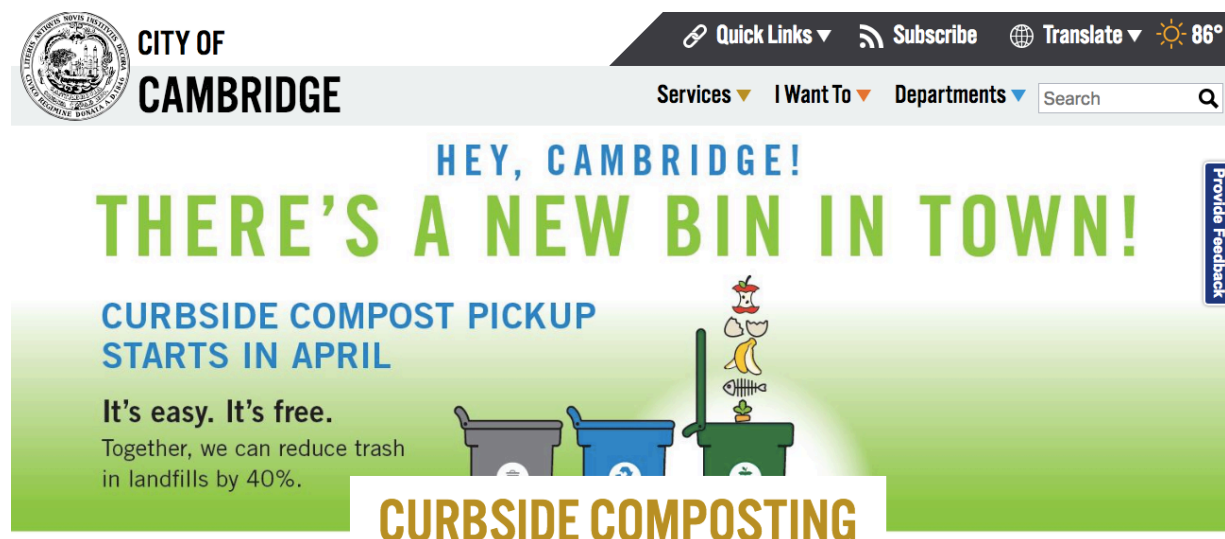 CITY OF
CAMBRIDGE
Quick Links
Subscribe
Translate
86°
Services
I Want To
Departments
Search
HEY, CAMBRIDGE!
THERE'S A NEW BIN IN TOWN!
Provide Feedback
CURBSIDE COMPOST PICKUP
STARTS IN APRIL
It's easy. It's free.
Together, we can reduce trash
in landfills by 40%.
CURBSIDE COMPOSTING